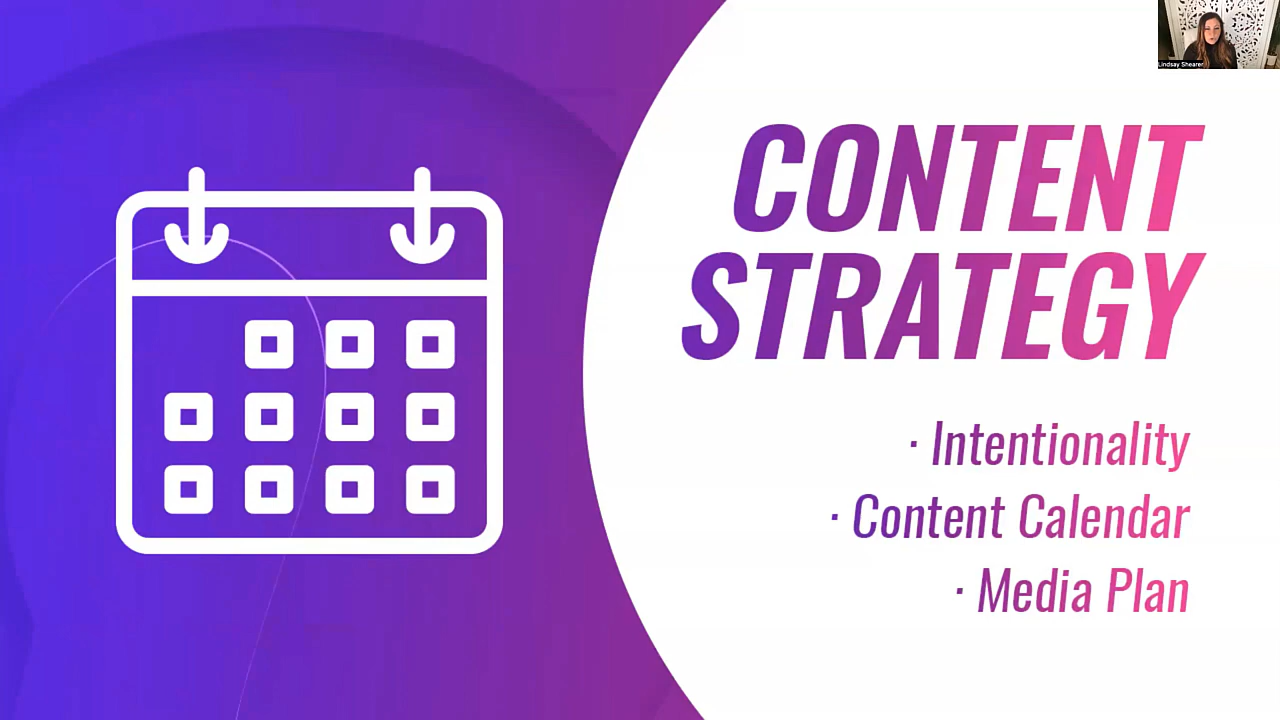 Lindsay Shearer
CONTENT
STRATEGY
· Intentionality
· Content Calendar
· Media Plan